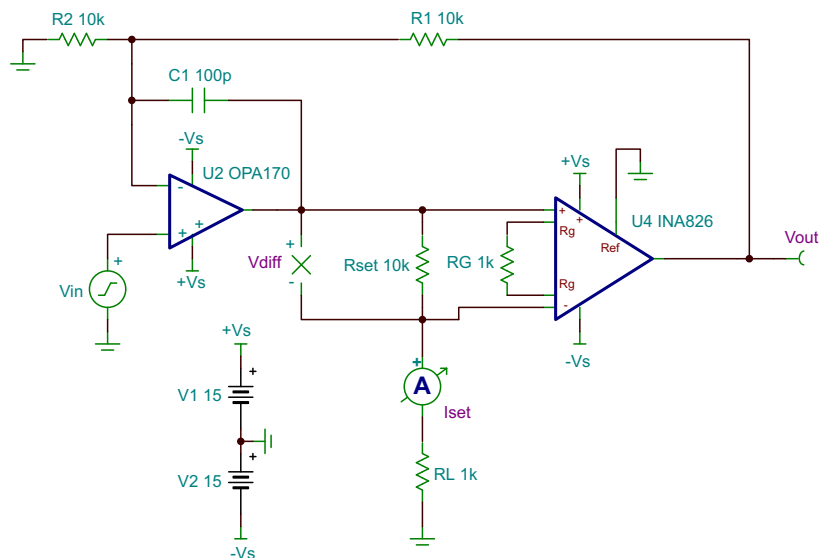 R2 10k
R1 10k
C1 100p
-Vs
U2 OPA170
-
+
+
+Vs
Vin
+
Vdiff
+
-
Rset 10k
RG 1k
+Vs
+
+
Rg
Rg
-
Ref
U4 INA826
-Vs
Vout
+Vs
V1 15
+
V2 15
+
-Vs
+
A
Iset
RL 1k